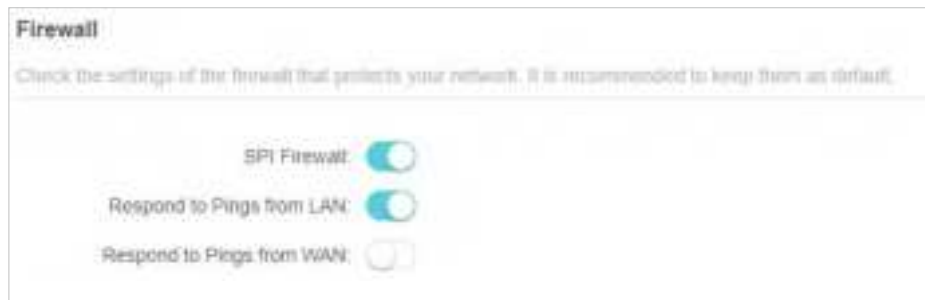 Firewall
Check the settings of the firewall that protects your network. It is recommended to keep them as default.
SPI Firewall:
Respond to Pings from LAN:
Respond to Pings from WAN: